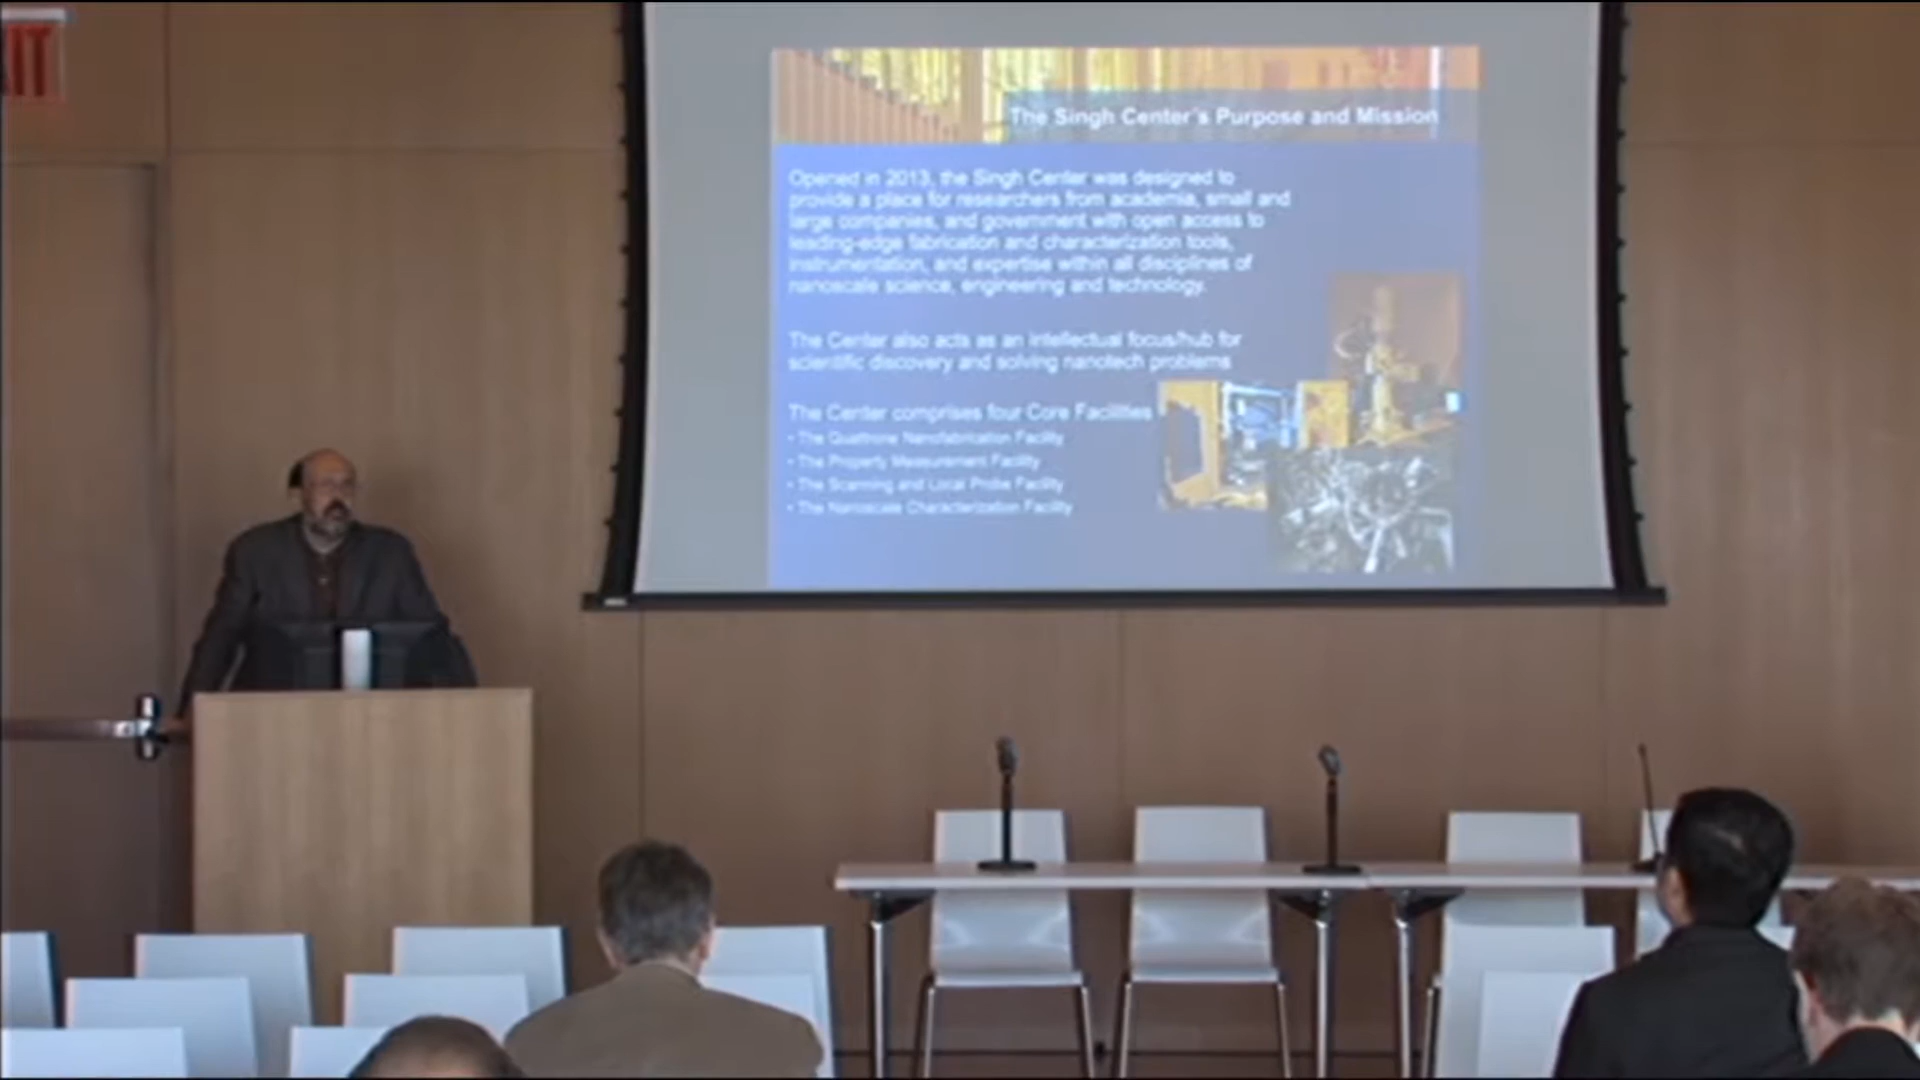 IT
The Singh Center's Purpose and Mission
Opened in 2013, the Singh Center was designed to
provide a place for researchers from academia, small and
large companies, and government with open access to
leading-edge fabrication and characterization tools,
instrumentation, and expertise within all disciplines of
nanoscale science, engineering and technology.
The Center also acts as an intellectual focus/hub for
scientific discovery and solving nanotech problems
The Center comprises four Core Facilities
• The Quattrone Nanofabrication Facility
• The Property Measurement Facility
• The Scanning and Local Probe Facility
• The Nanoscale Characterization Facility